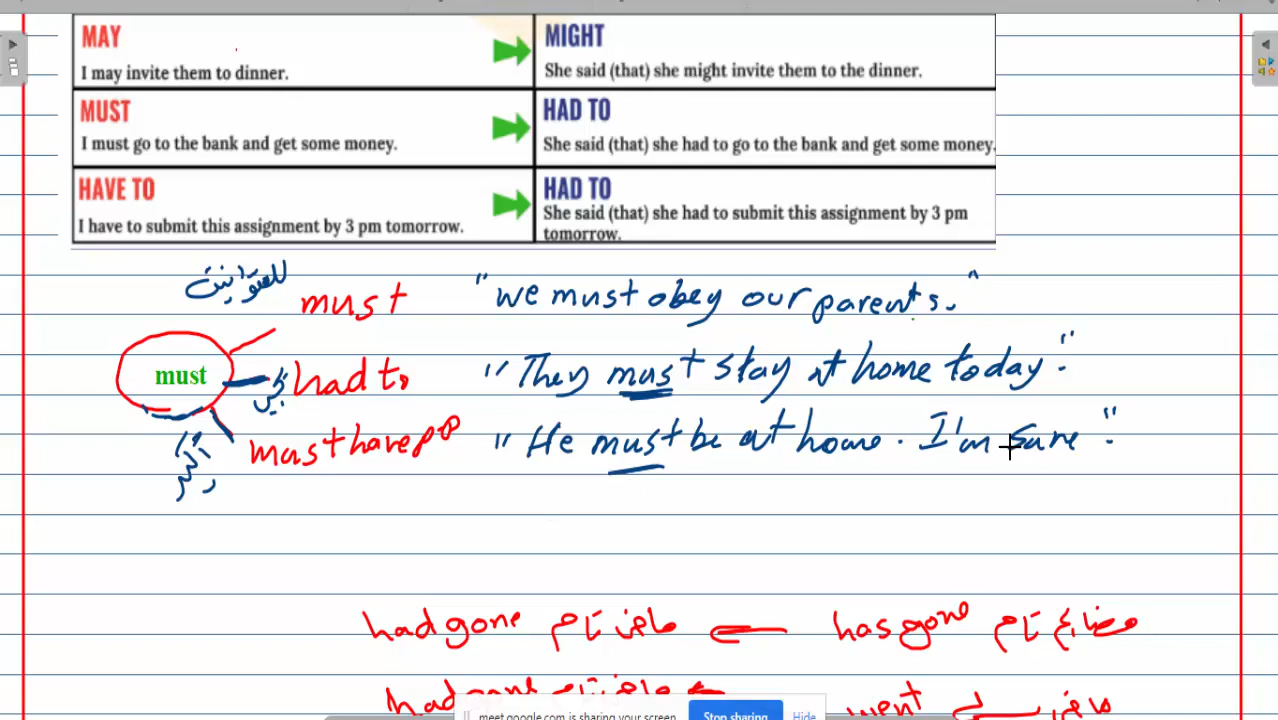 MAY
I may invite them to dinner.
MIGHT
She said (that) she might invite them to the dinner.
MUST
I must go to the bank and get some money.
HAD TO
She said (that) she had to go to the bank and get some money.
HAVE TO
I have to submit this assignment by 3 pm tomorrow.
HAD TO
She said (that) she had to submit this assignment by 3 pm
tomorrow.
للقوانين
must "we must obey our parents."
must
had to "They must stay at home today."
must have pp "He must be at home. I'm sure."
had gone ماضي تام has gone مضارع تام
ماضي تام went ماضي
meet.google.com is sharing your screen. Stop sharing Hide